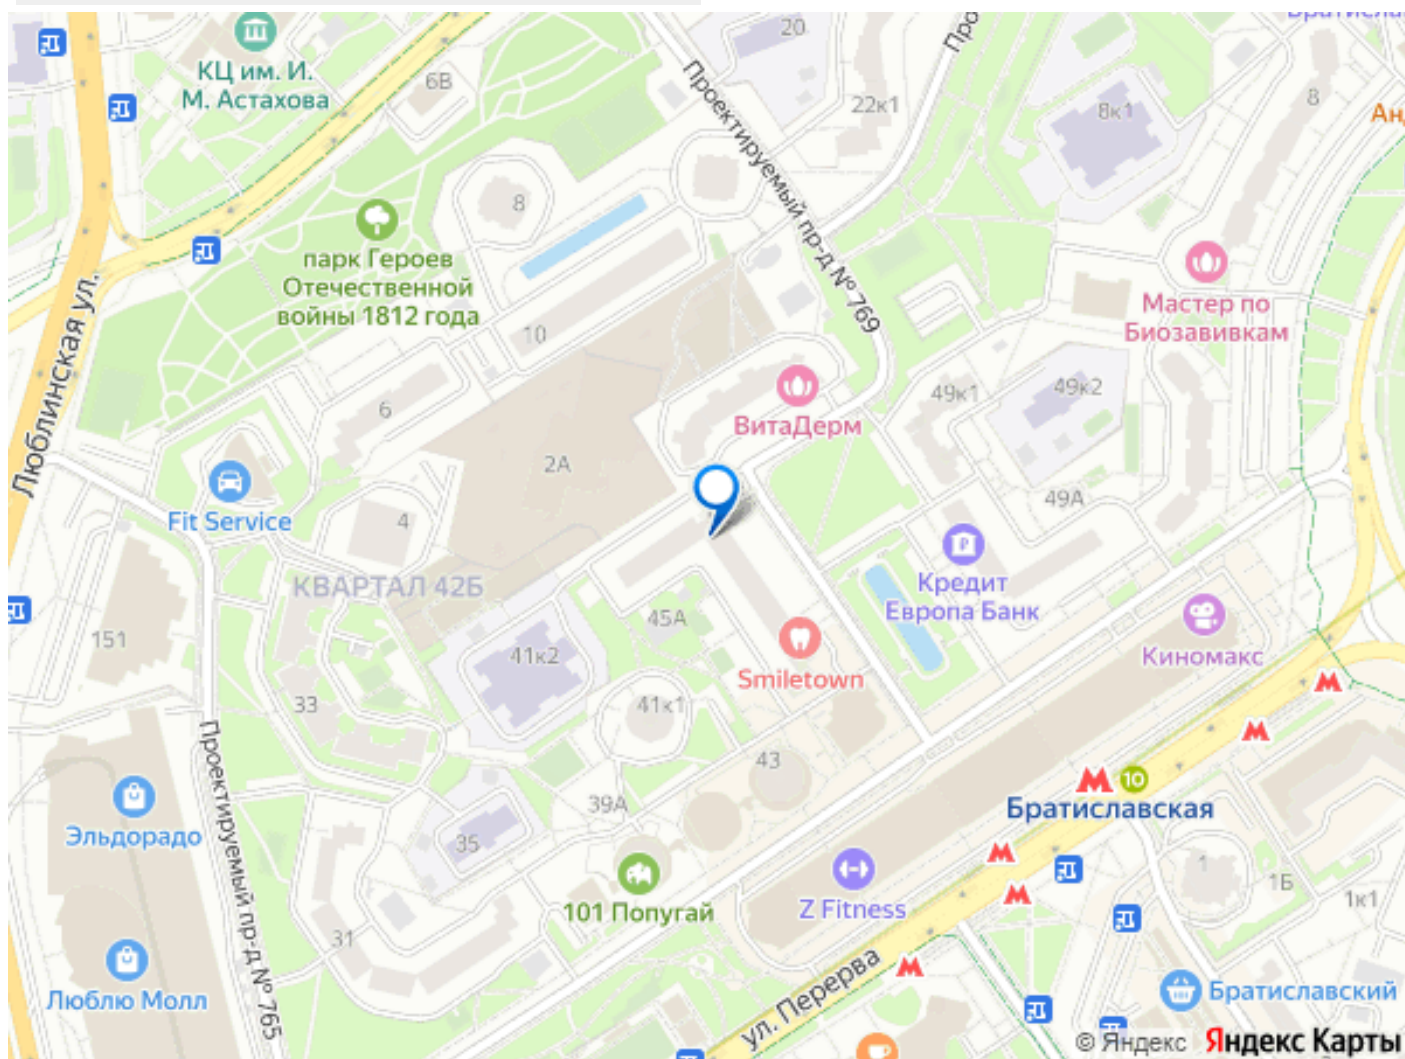 20
КЦ им. И.
М. Астахова
6В
Проектируемый пр-д № 769
22к1
8к1
8
8
парк Героев
Отечественной
войны 1812 года
Мастер по
Биозавивкам
10
Люблинская ул.
6
49к1
49к2
ВитаДерм
2А
49А
Fit Service
4
Кредит
Европа Банк
КВАРТАЛ 42Б
45А
151
41к2
Киномакс
Smiletown
33
41к1
43
10
Братиславская
39А
Эльдорадо
35
Проектируемый пр-д № 765
101 Попугай
Z Fitness
1
1Б
1к1
31
ул. Перерва
Люблю Молл
Братиславский
© Яндекс Яндекс Карты